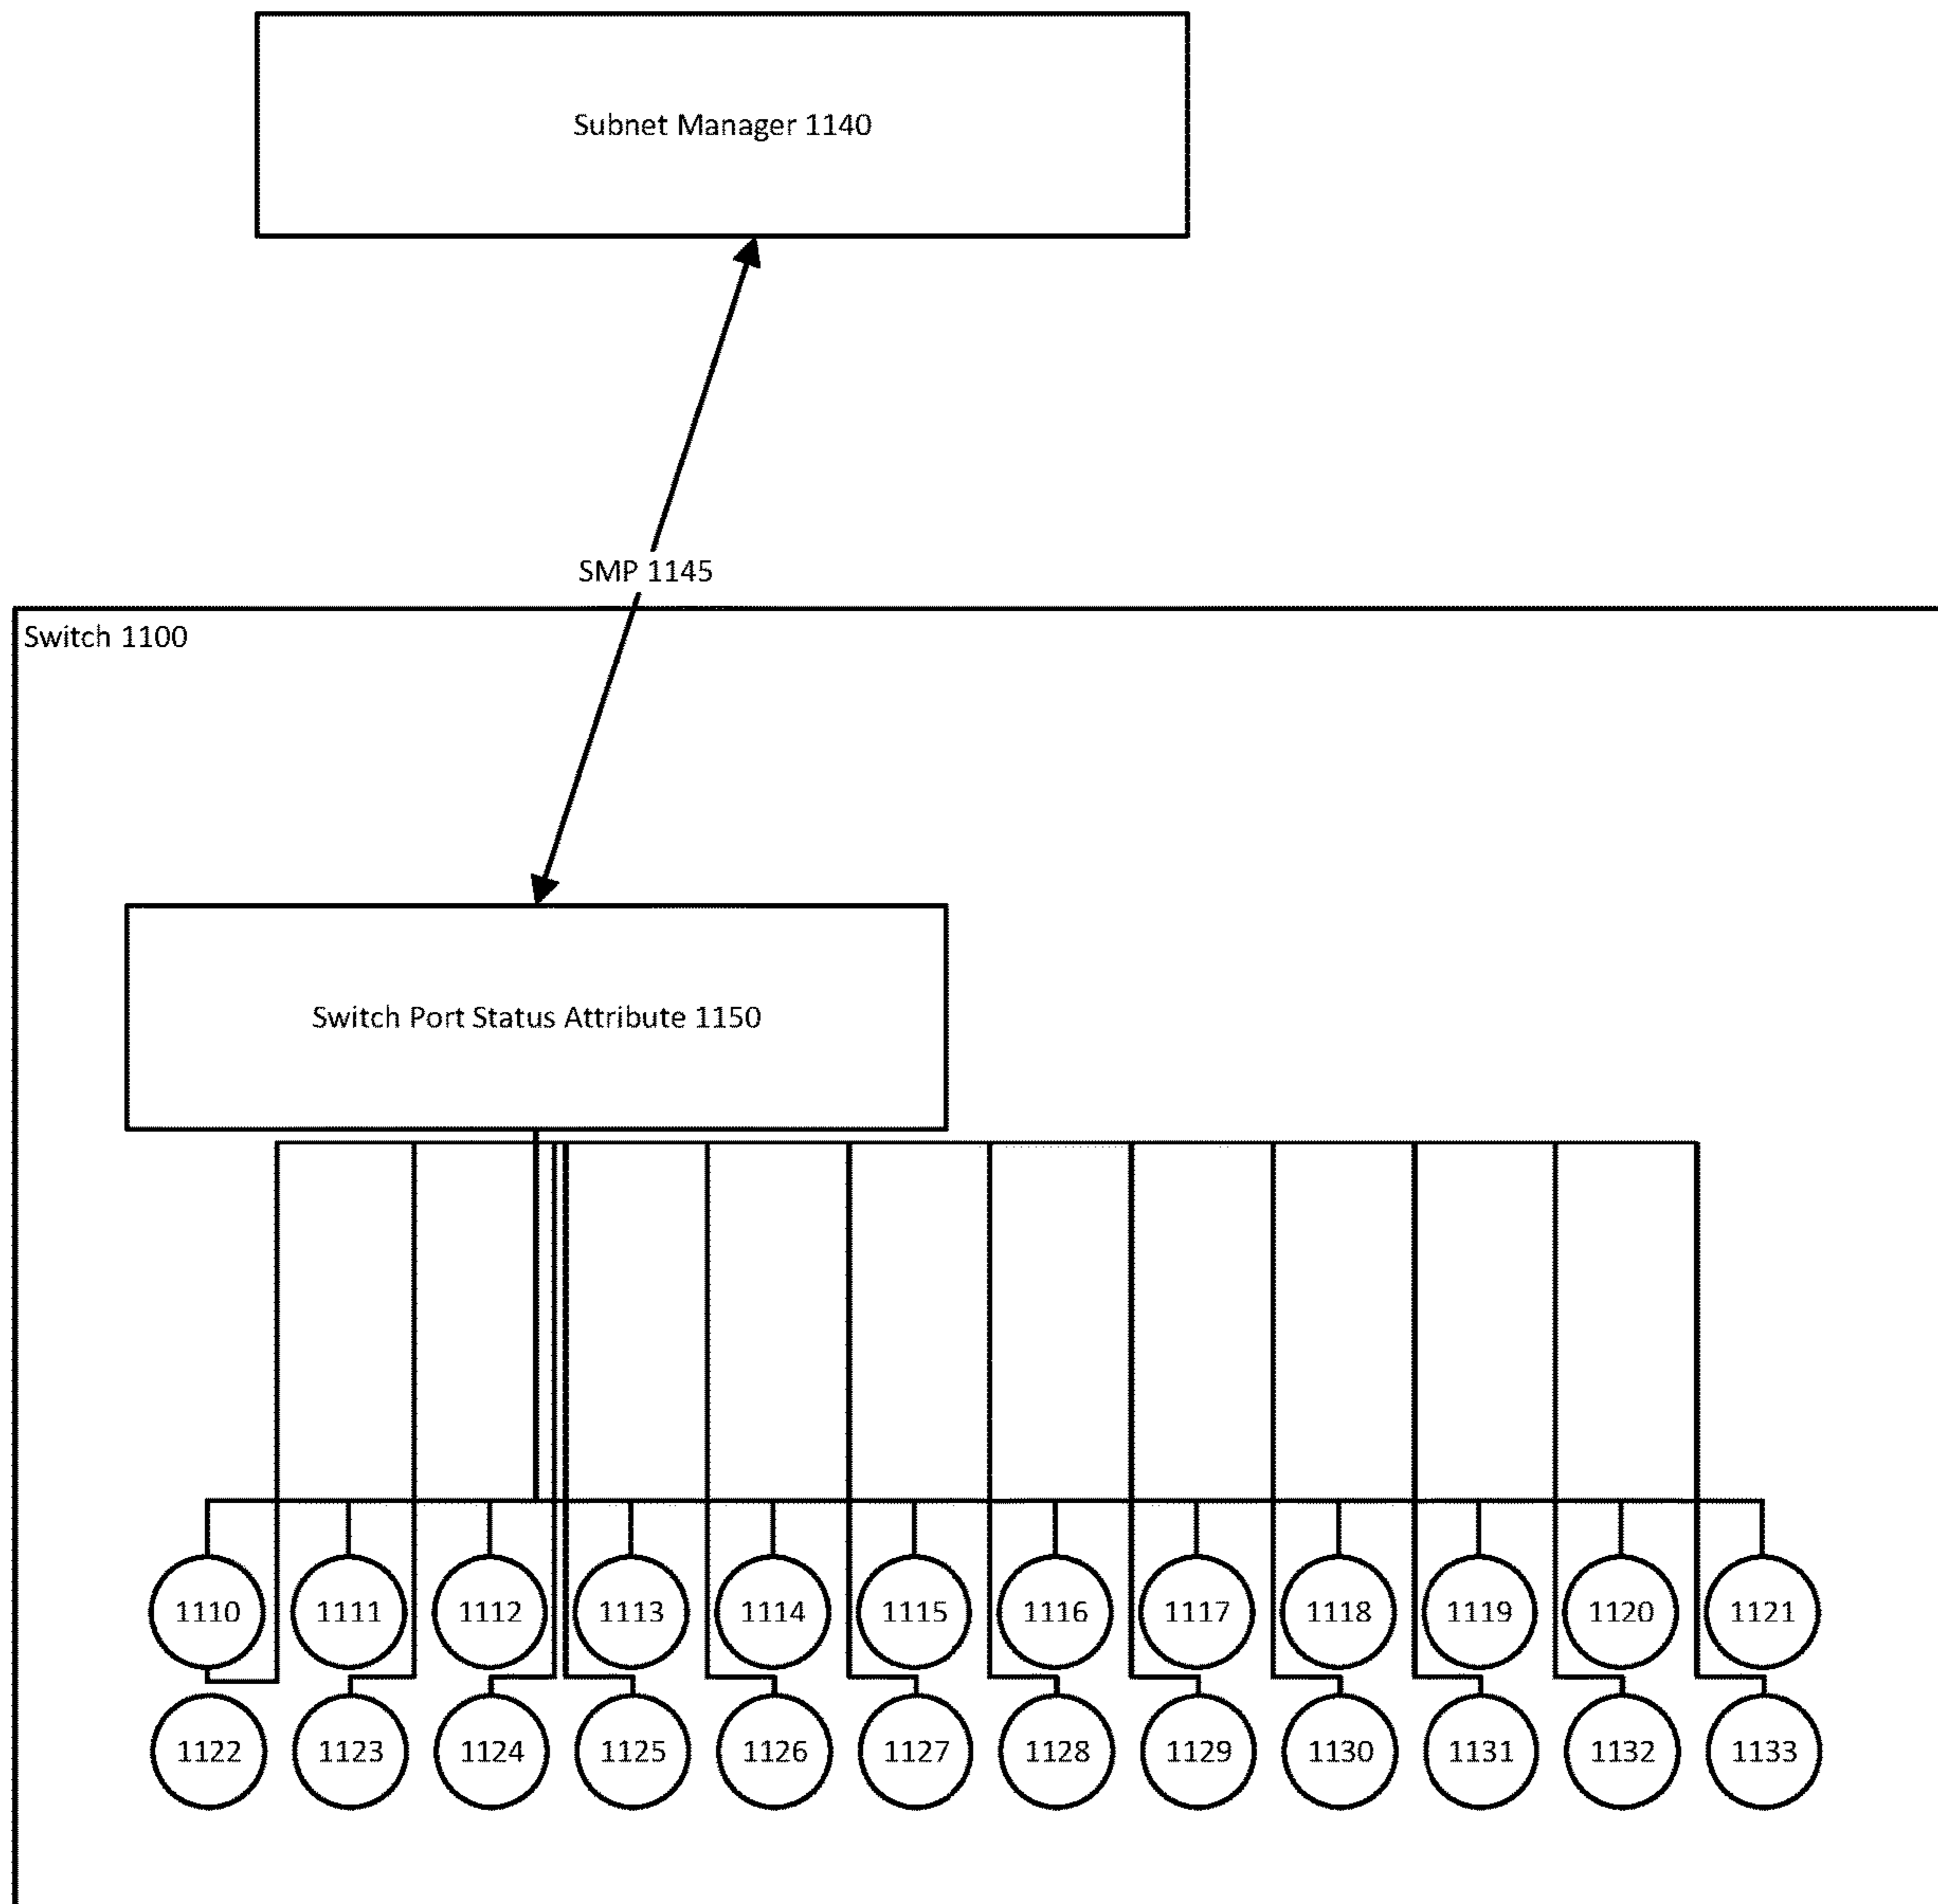 Subnet Manager 1140
SMP 1145
Switch 1100
Switch Port Status Attribute 1150
1110 1111 1112 1113 1114 1115 1116 1117 1118 1119 1120 1121
1122 1123 1124 1125 1126 1127 1128 1129 1130 1131 1132 1133